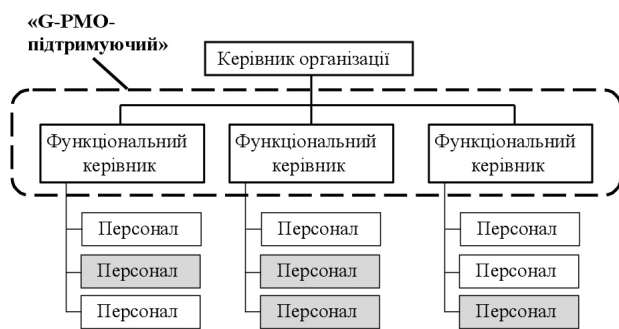 «G-PMO-
підтримуючий»
Керівник організації
Функціональний
керівник
Функціональний
керівник
Функціональний
керівник
Персонал
Персонал
Персонал
Персонал
Персонал
Персонал
Персонал
Персонал
Персонал